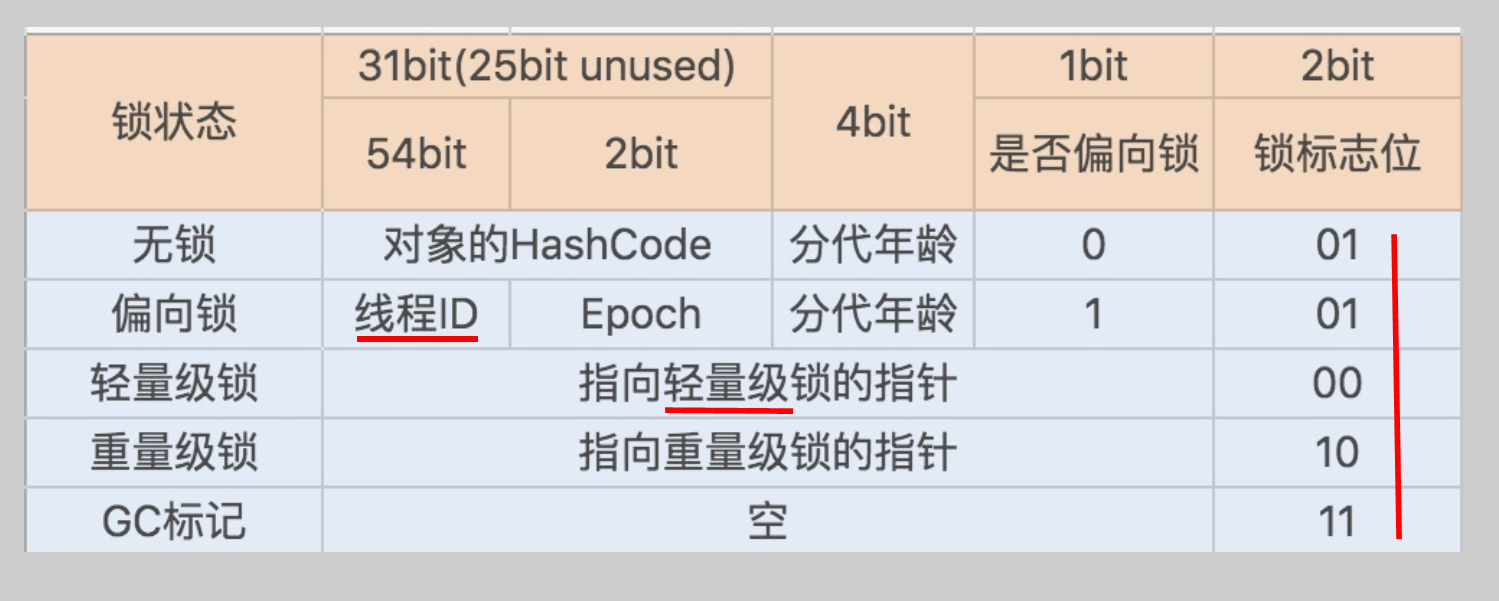 锁状态 31bit(25bit unused) 4bit 1bit 2bit
54bit 2bit 是否偏向锁 锁标志位
无锁 对象的HashCode 分代年龄 0 01
偏向锁 线程ID Epoch 分代年龄 1 01
轻量级锁 指向轻量级锁的指针 00
重量级锁 指向重量级锁的指针 10
GC标记 空 11